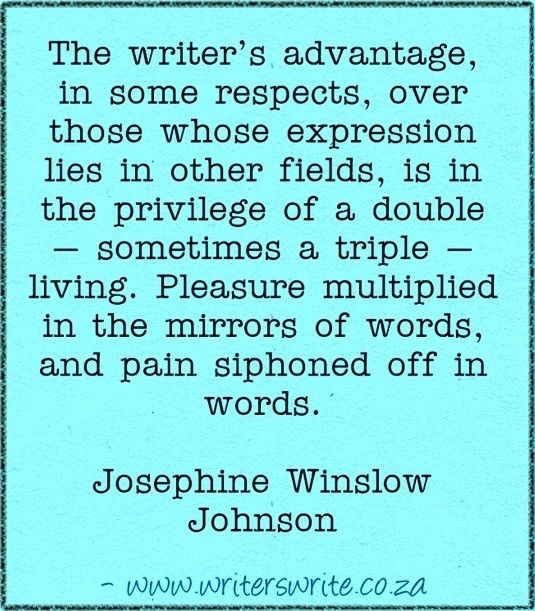 The writer's advantage,
in some respects, over
those whose expression
lies in other fields, is in
the privilege of a double
— sometimes a triple —
living. Pleasure multiplied
in the mirrors of words,
and pain siphoned off in
words.
Josephine Winslow
Johnson
- www.writerswrite.co.za